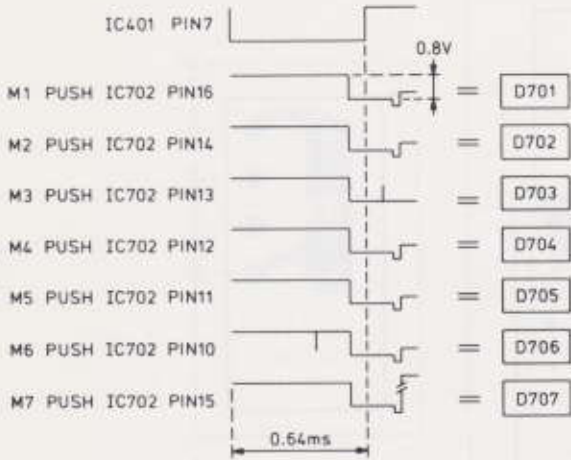 IC401 PIN7
0.8V
M1 PUSH IC702 PIN16 = D701
M2 PUSH IC702 PIN14 = D702
M3 PUSH IC702 PIN13 = D703
M4 PUSH IC702 PIN12 = D704
M5 PUSH IC702 PIN11 = D705
M6 PUSH IC702 PIN10 = D706
M7 PUSH IC702 PIN15 = D707
0.64ms